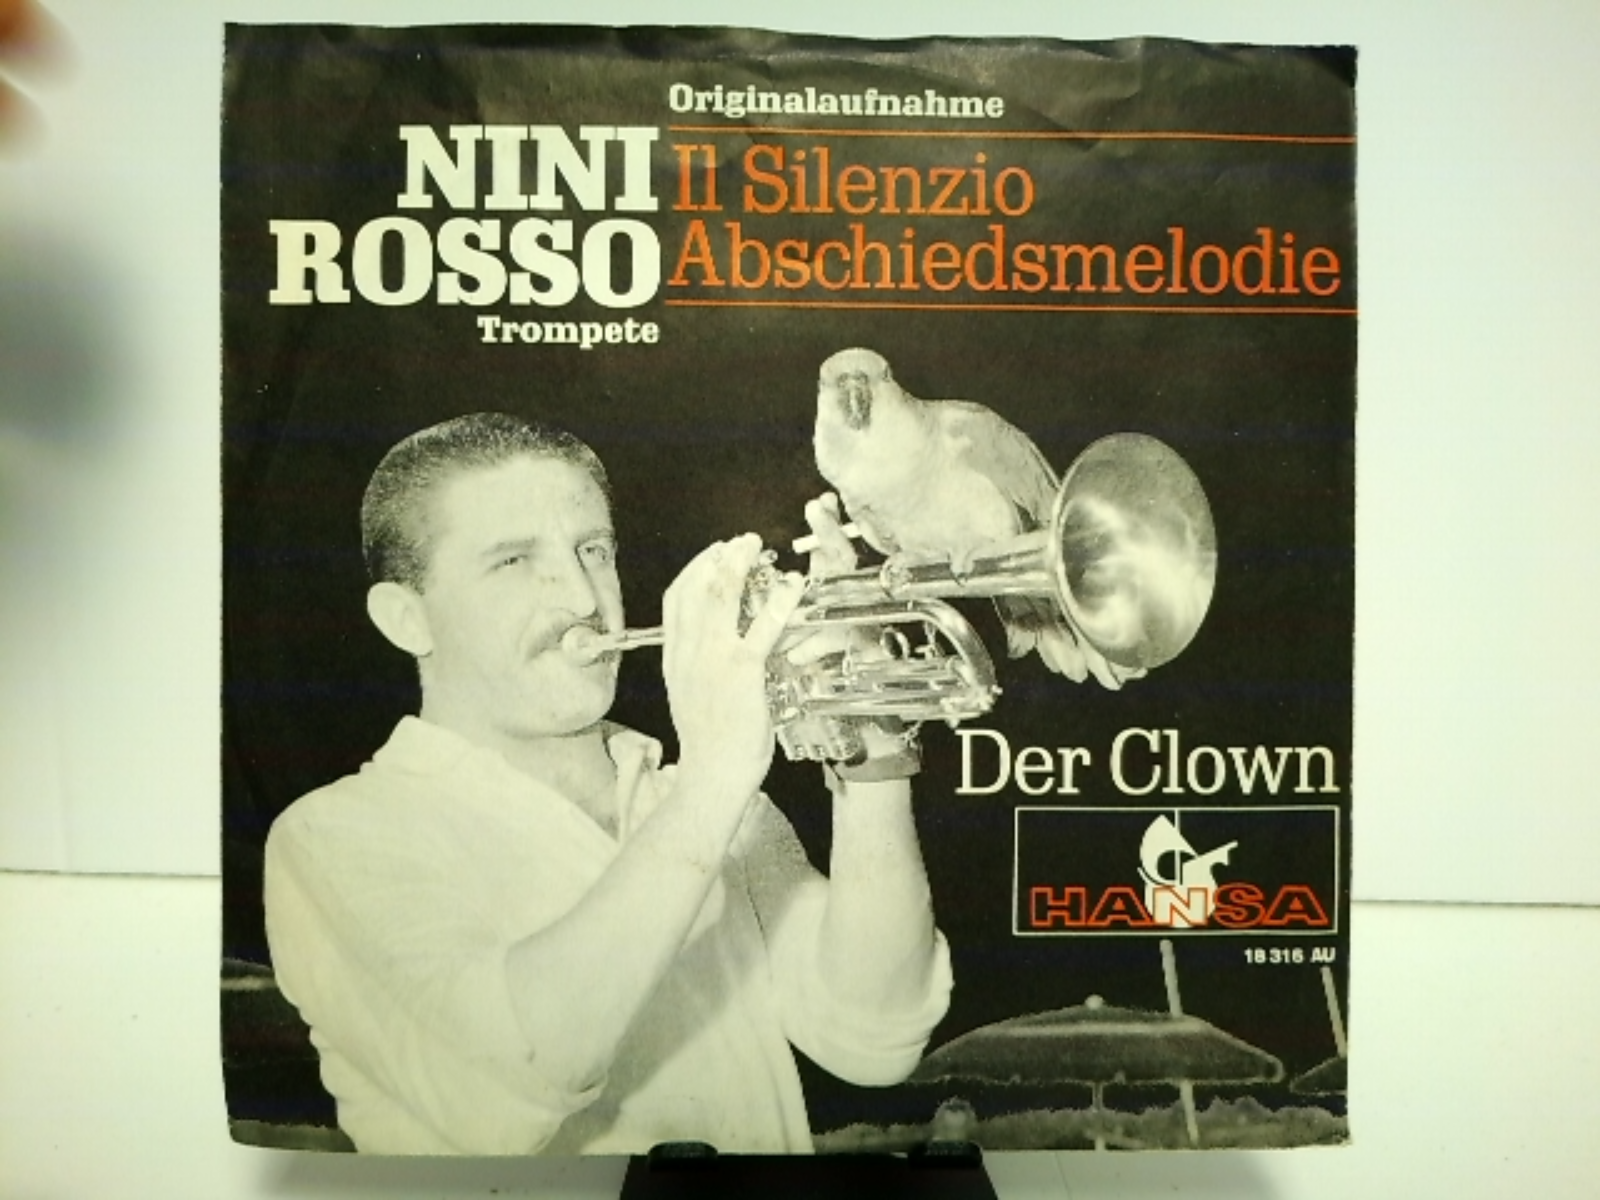 Originalaufnahme
NINI
ROSSO
Trompete
Il Silenzio
Abschiedsmelodie
Der Clown
HANSA
18 316 AU